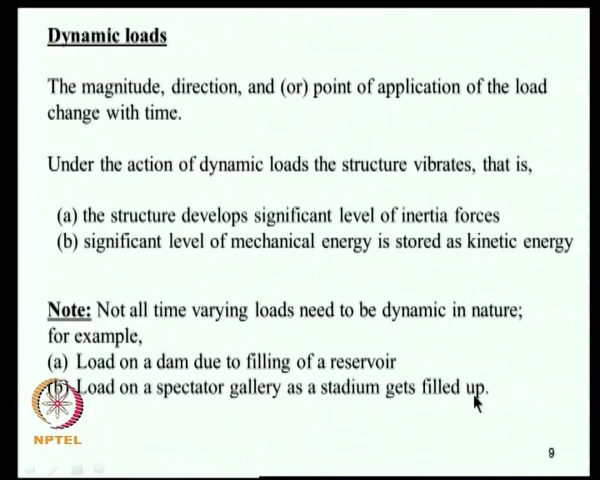 Dynamic loads
The magnitude, direction, and (or) point of application of the load
change with time.
Under the action of dynamic loads the structure vibrates, that is,
(a) the structure develops significant level of inertia forces
(b) significant level of mechanical energy is stored as kinetic energy
Note: Not all time varying loads need to be dynamic in nature;
for example,
(a) Load on a dam due to filling of a reservoir
(b) Load on a spectator gallery as a stadium gets filled up.
NPTEL
9